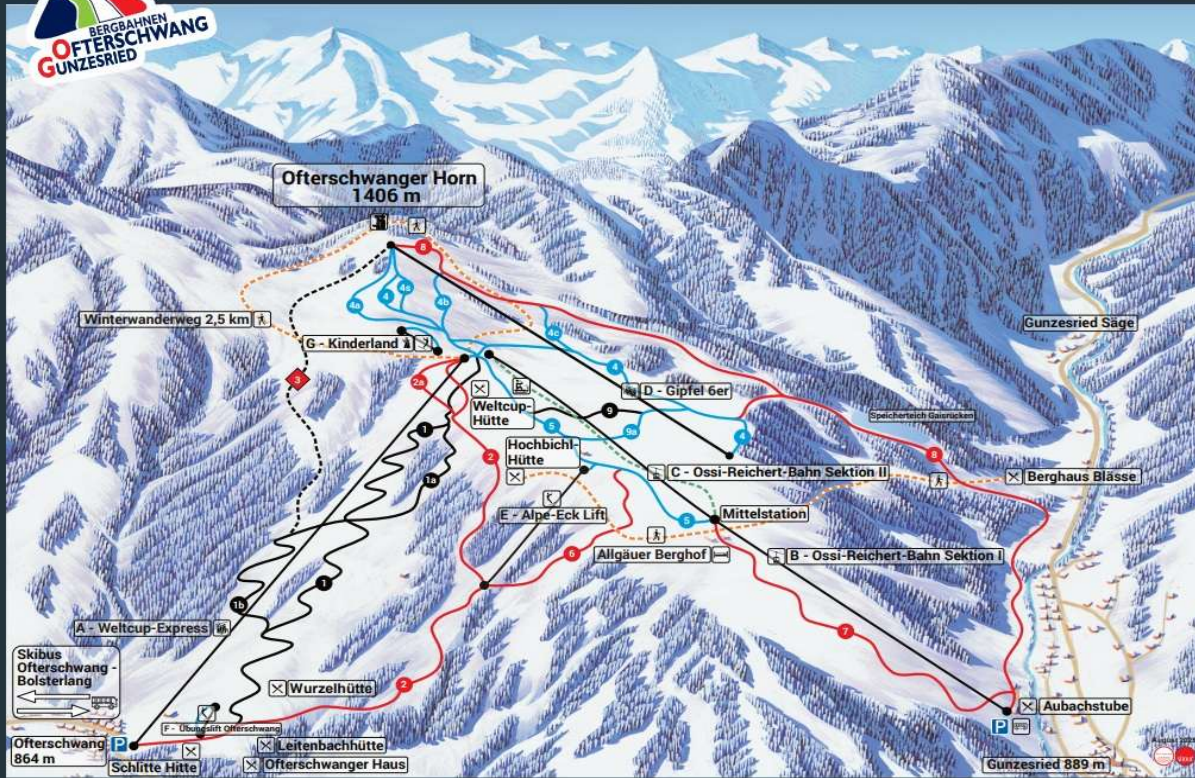 BERGBAHNEN
OFTERSCHWANG
GUNZESRIED
Ofterschwanger Horn
1406 m
8
4s
4
4b
4a
4c
Winterwanderweg 2,5 km
G - Kinderland
Gunzesried Säge
4
3
2a
D - Gipfel 6er
Weltcup-
Hütte
9
Speicherteich Gaisrücken
1
5
9a
4
Hochbichl-
Hütte
2
8
1a
C - Ossi-Reichert-Bahn Sektion II
Berghaus Blässe
E - Alpe-Eck Lift
5
Mittelstation
6
Allgäuer Berghof
B - Ossi-Reichert-Bahn Sektion I
1
1b
A - Weltcup-Express
7
Skibus
Ofterschwang -
Bolsterlang
2
Wurzelhütte
Aubachstube
P
F - Übungslift Ofterschwang
Ofterschwang
864 m
P
Leitenbachhütte
Schlitte Hitte
Ofterschwanger Haus
Gunzesried 889 m